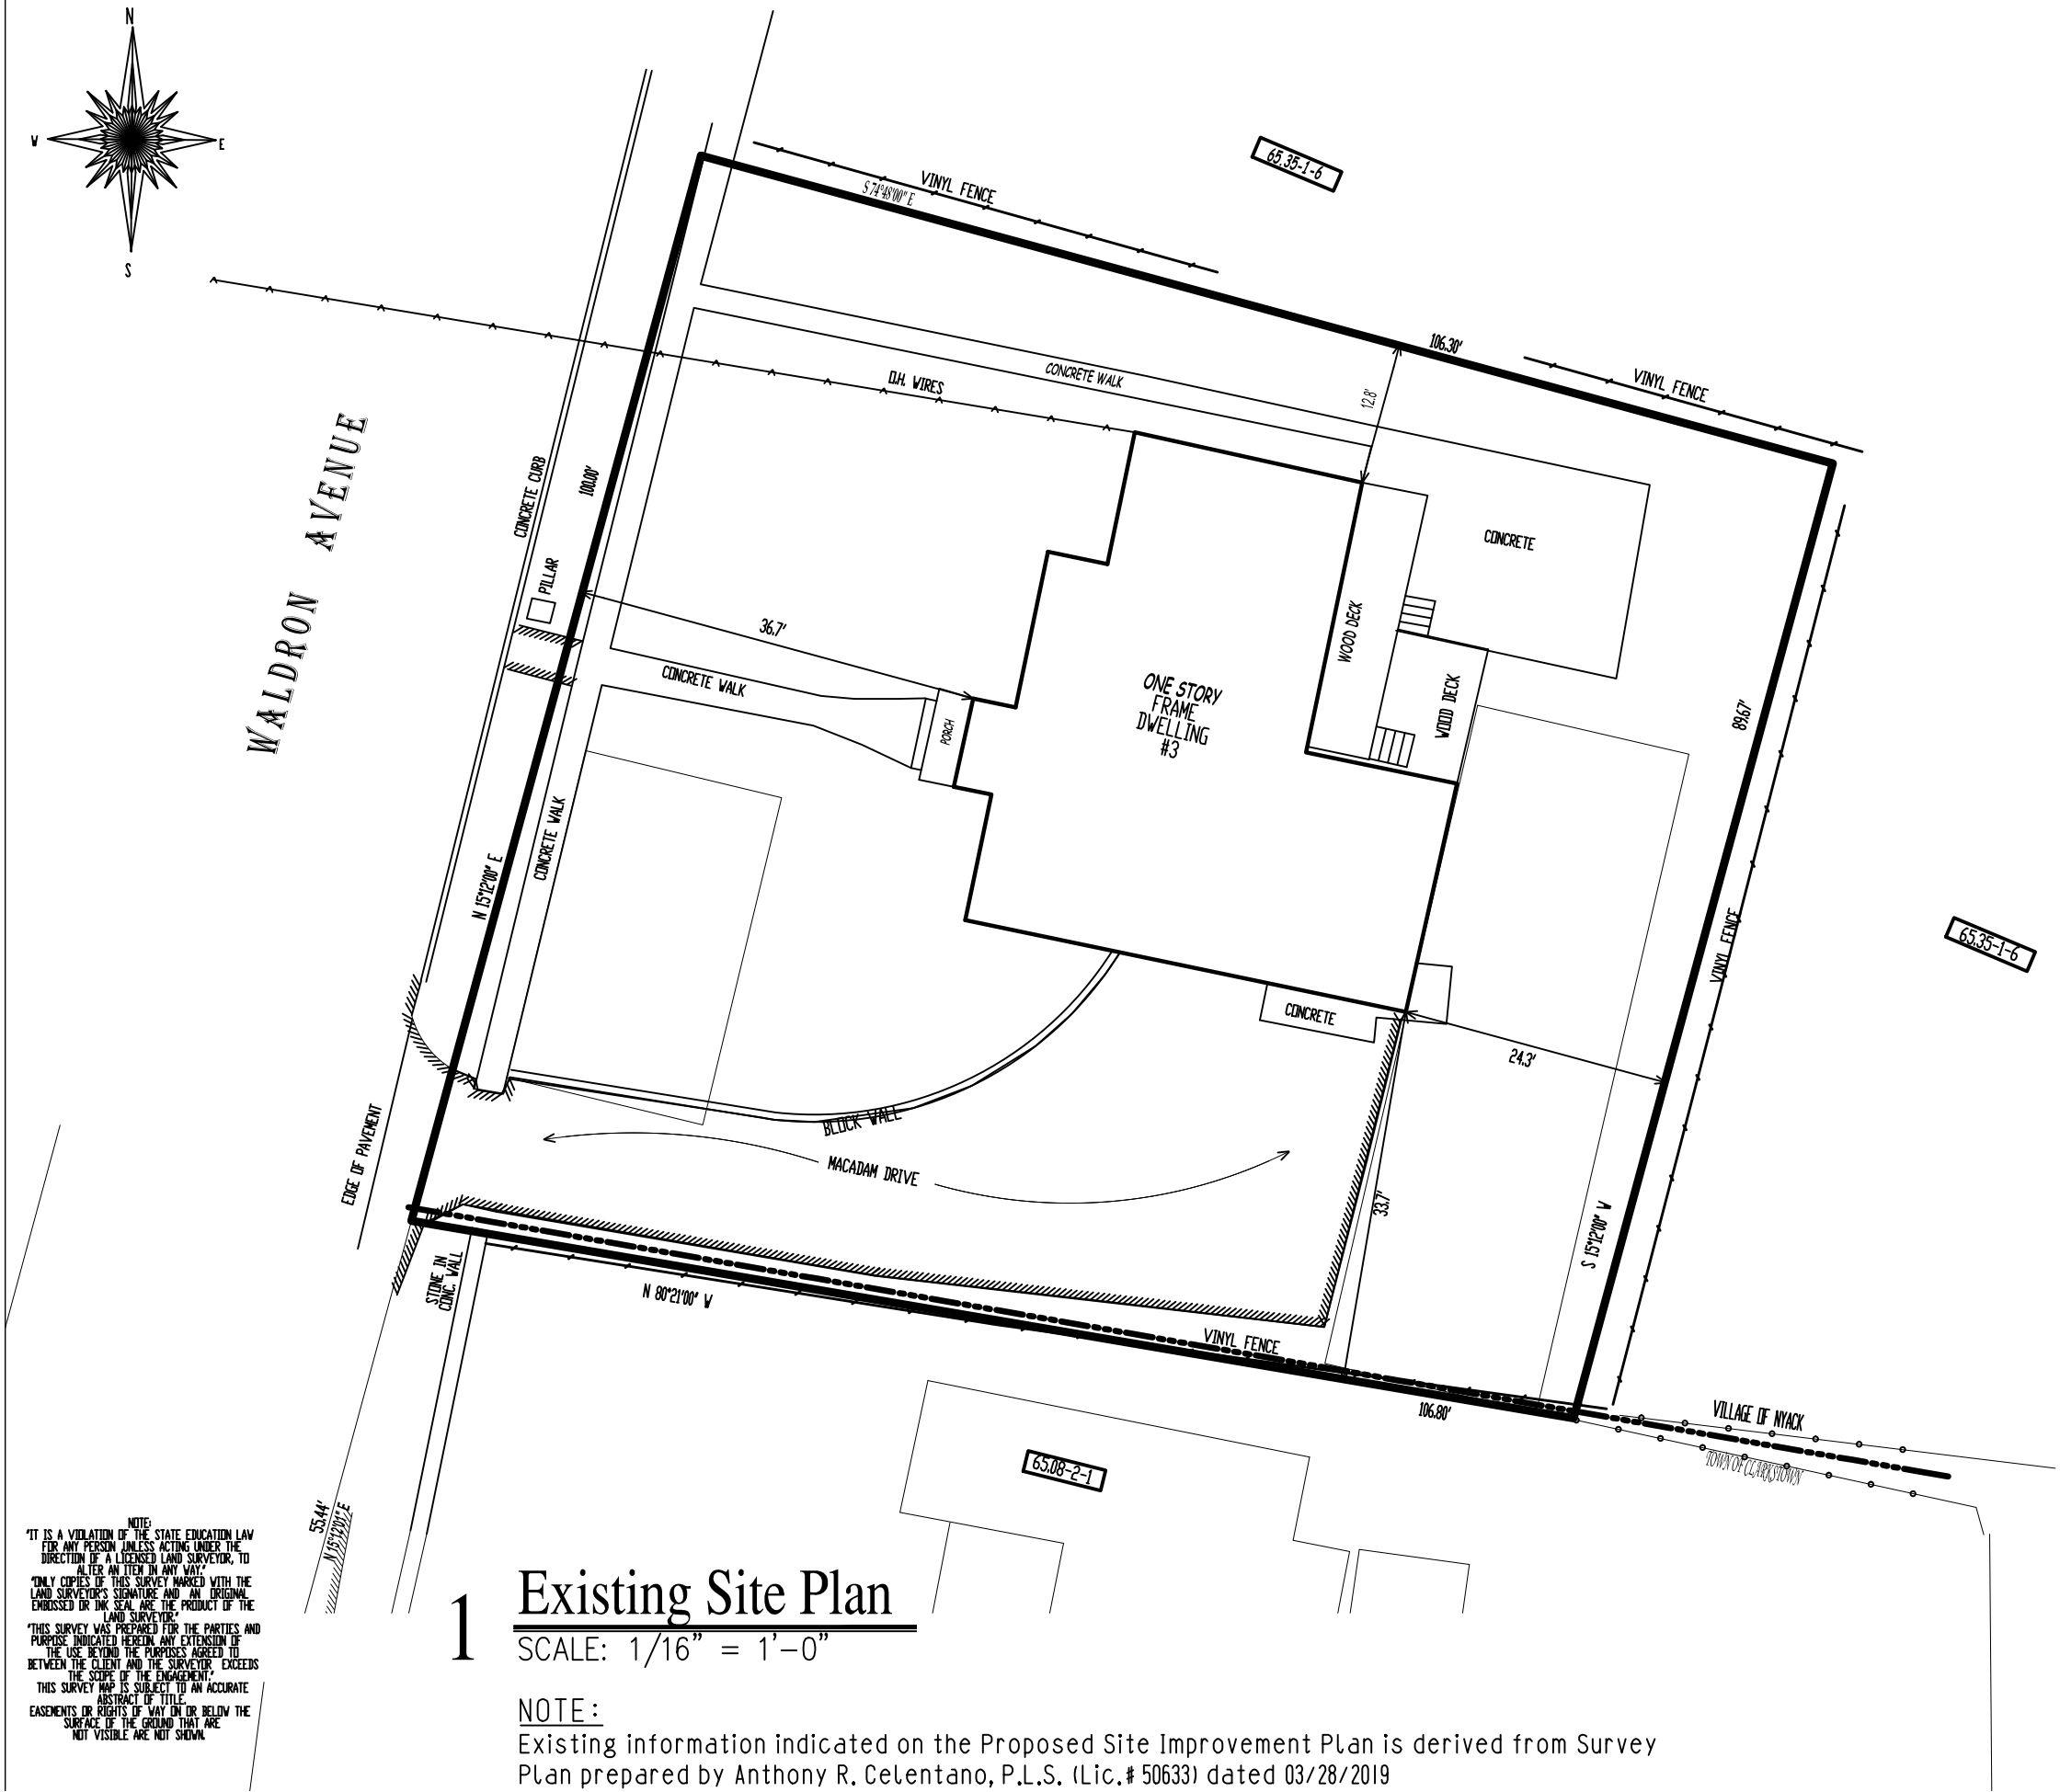 N
W
E
S
65.35-1-6
VINYL FENCE
S 74°48'00" E
106.30'
VINYL FENCE
CONCRETE WALK
O.H. WIRES
12.8'
CONCRETE CURB
100.00'
WALDRON AVENUE
PILLAR
CONCRETE
36.7'
WOOD DECK
CONCRETE WALK
ONE STORY
FRAME
DWELLING
#3
WOOD DECK
PORCH
89.67'
CONCRETE WALK
N 15°12'00" E
VINYL FENCE
65.35-1-6
CONCRETE
24.3'
BLOCK WALL
EDGE OF PAVEMENT
MACADAM DRIVE
33.7'
S 15°12'00" W
STONE IN
CONC. WALL
N 80°21'00" W
VINYL FENCE
106.80'
VILLAGE OF NYACK
TOWN OF CLARKSTOWN
65.08-2-1
55.44'
N 15°12'01" E
NOTE:
"IT IS A VIOLATION OF THE STATE EDUCATION LAW
FOR ANY PERSON UNLESS ACTING UNDER THE
DIRECTION OF A LICENSED LAND SURVEYOR, TO
ALTER AN ITEM IN ANY WAY."
"ONLY COPIES OF THIS SURVEY MARKED WITH THE
LAND SURVEYOR'S SIGNATURE AND AN ORIGINAL
EMBOSSED OR INK SEAL ARE THE PRODUCT OF THE
LAND SURVEYOR."
"THIS SURVEY WAS PREPARED FOR THE PARTIES AND
PURPOSE INDICATED HEREON. ANY EXTENSION OF
THE USE BEYOND THE PURPOSES AGREED TO
BETWEEN THE CLIENT AND THE SURVEYOR EXCEEDS
THE SCOPE OF THE ENGAGEMENT."
THIS SURVEY MAP IS SUBJECT TO AN ACCURATE
ABSTRACT OF TITLE.
EASEMENTS OR RIGHTS OF WAY ON OR BELOW THE
SURFACE OF THE GROUND THAT ARE
NOT VISIBLE ARE NOT SHOWN.
1 Existing Site Plan
SCALE: 1/16" = 1'-0"
NOTE:
Existing information indicated on the Proposed Site Improvement Plan is derived from Survey
Plan prepared by Anthony R. Celentano, P.L.S. (Lic.# 50633) dated 03/28/2019